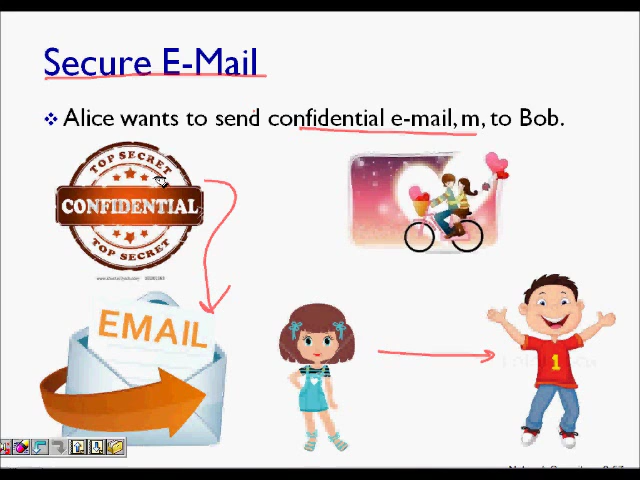 Secure E-Mail
❖ Alice wants to send confidential e-mail, m, to Bob.
TOP SECRET
CONFIDENTIAL
TOP SECRET
EMAIL
1